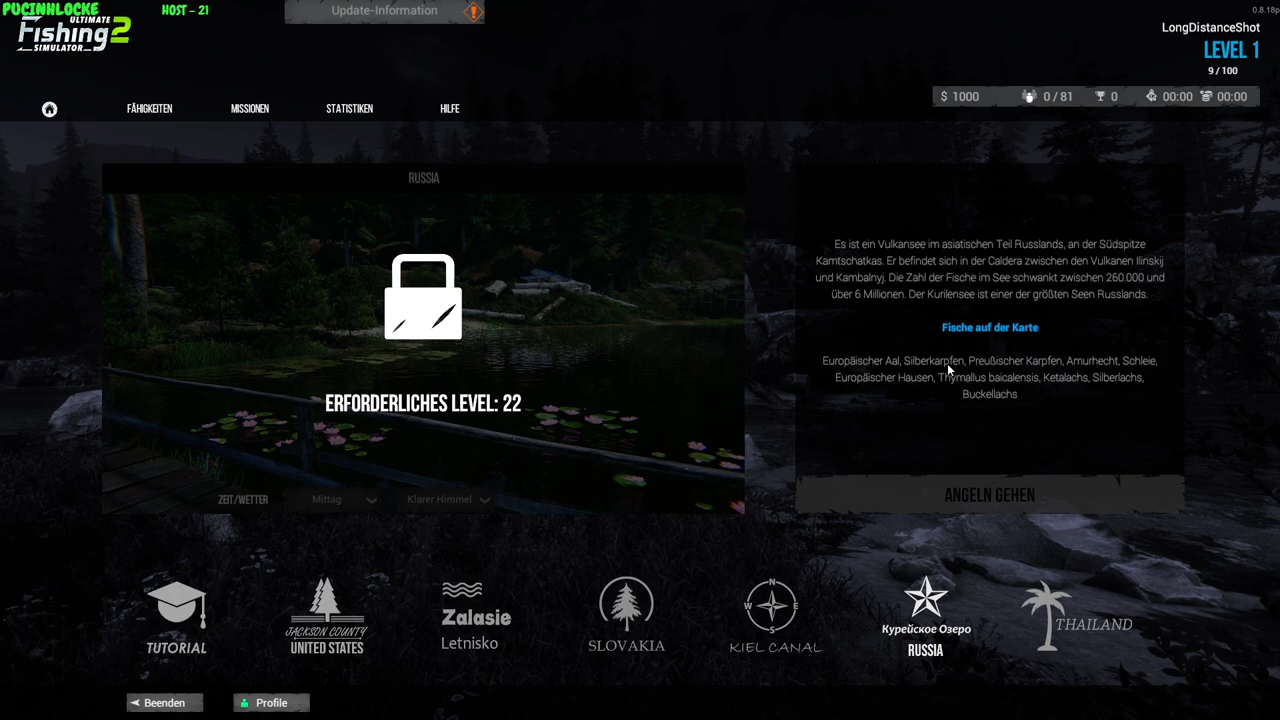 PUCINHLOCKE
HOST - 21
Update-Information
0.8.18p
ULTIMATE
Fishing 2
SIMULATOR
LongDistanceShot
LEVEL 1
9 / 100
FÄHIGKEITEN
MISSIONEN
STATISTIKEN
HILFE
$ 1000
0 / 81
0
00:00
00:00
RUSSIA
ERFORDERLICHES LEVEL: 22
ZEIT/WETTER
Mittag
Klarer Himmel
Es ist ein Vulkansee im asiatischen Teil Russlands, an der Südspitze
Kamtschatkas. Er befindet sich in der Caldera zwischen den Vulkanen Ilinskij
und Kambalnyj. Die Zahl der Fische im See schwankt zwischen 260.000 und
über 6 Millionen. Der Kurilensee ist einer der größten Seen Russlands.
Fische auf der Karte
Europäischer Aal, Silberkarpfen, Preußischer Karpfen, Amurhecht, Schleie,
Europäischer Hausen, Thymallus baicalensis, Ketalachs, Silberlachs,
Buckellachs
ANGELN GEHEN
TUTORIAL
JACKSON COUNTY
UNITED STATES
Zalasie
Letnisko
SLOVAKIA
N
W
E
S
KIEL CANAL
Курейское Озеро
RUSSIA
THAILAND
Beenden
Profile